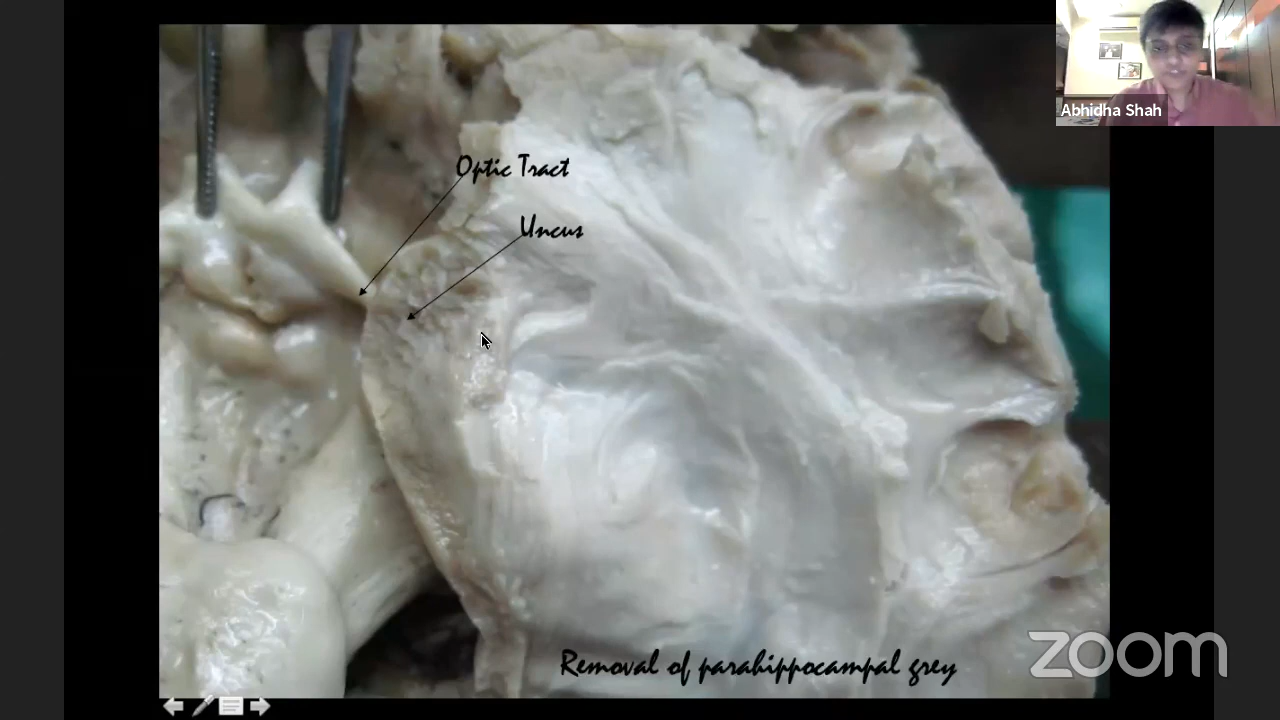 Abhidha Shah
Optic Tract
Uncus
Removal of parahippocampal grey
zoom